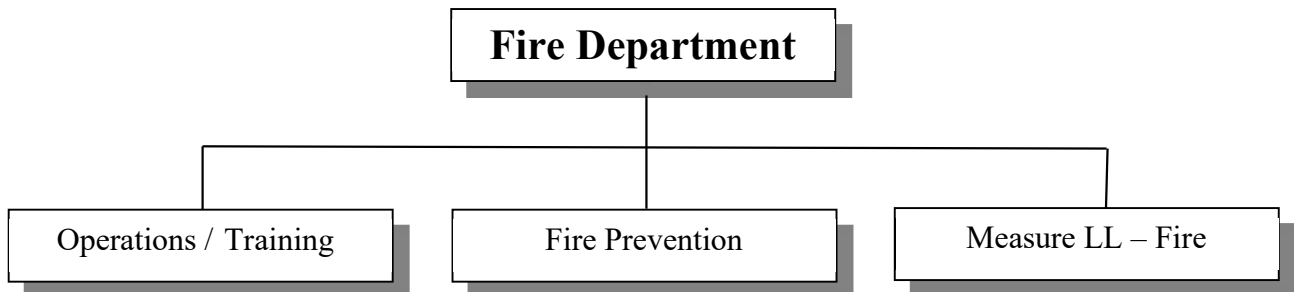 Fire Department
Operations / Training
Fire Prevention
Measure LL – Fire